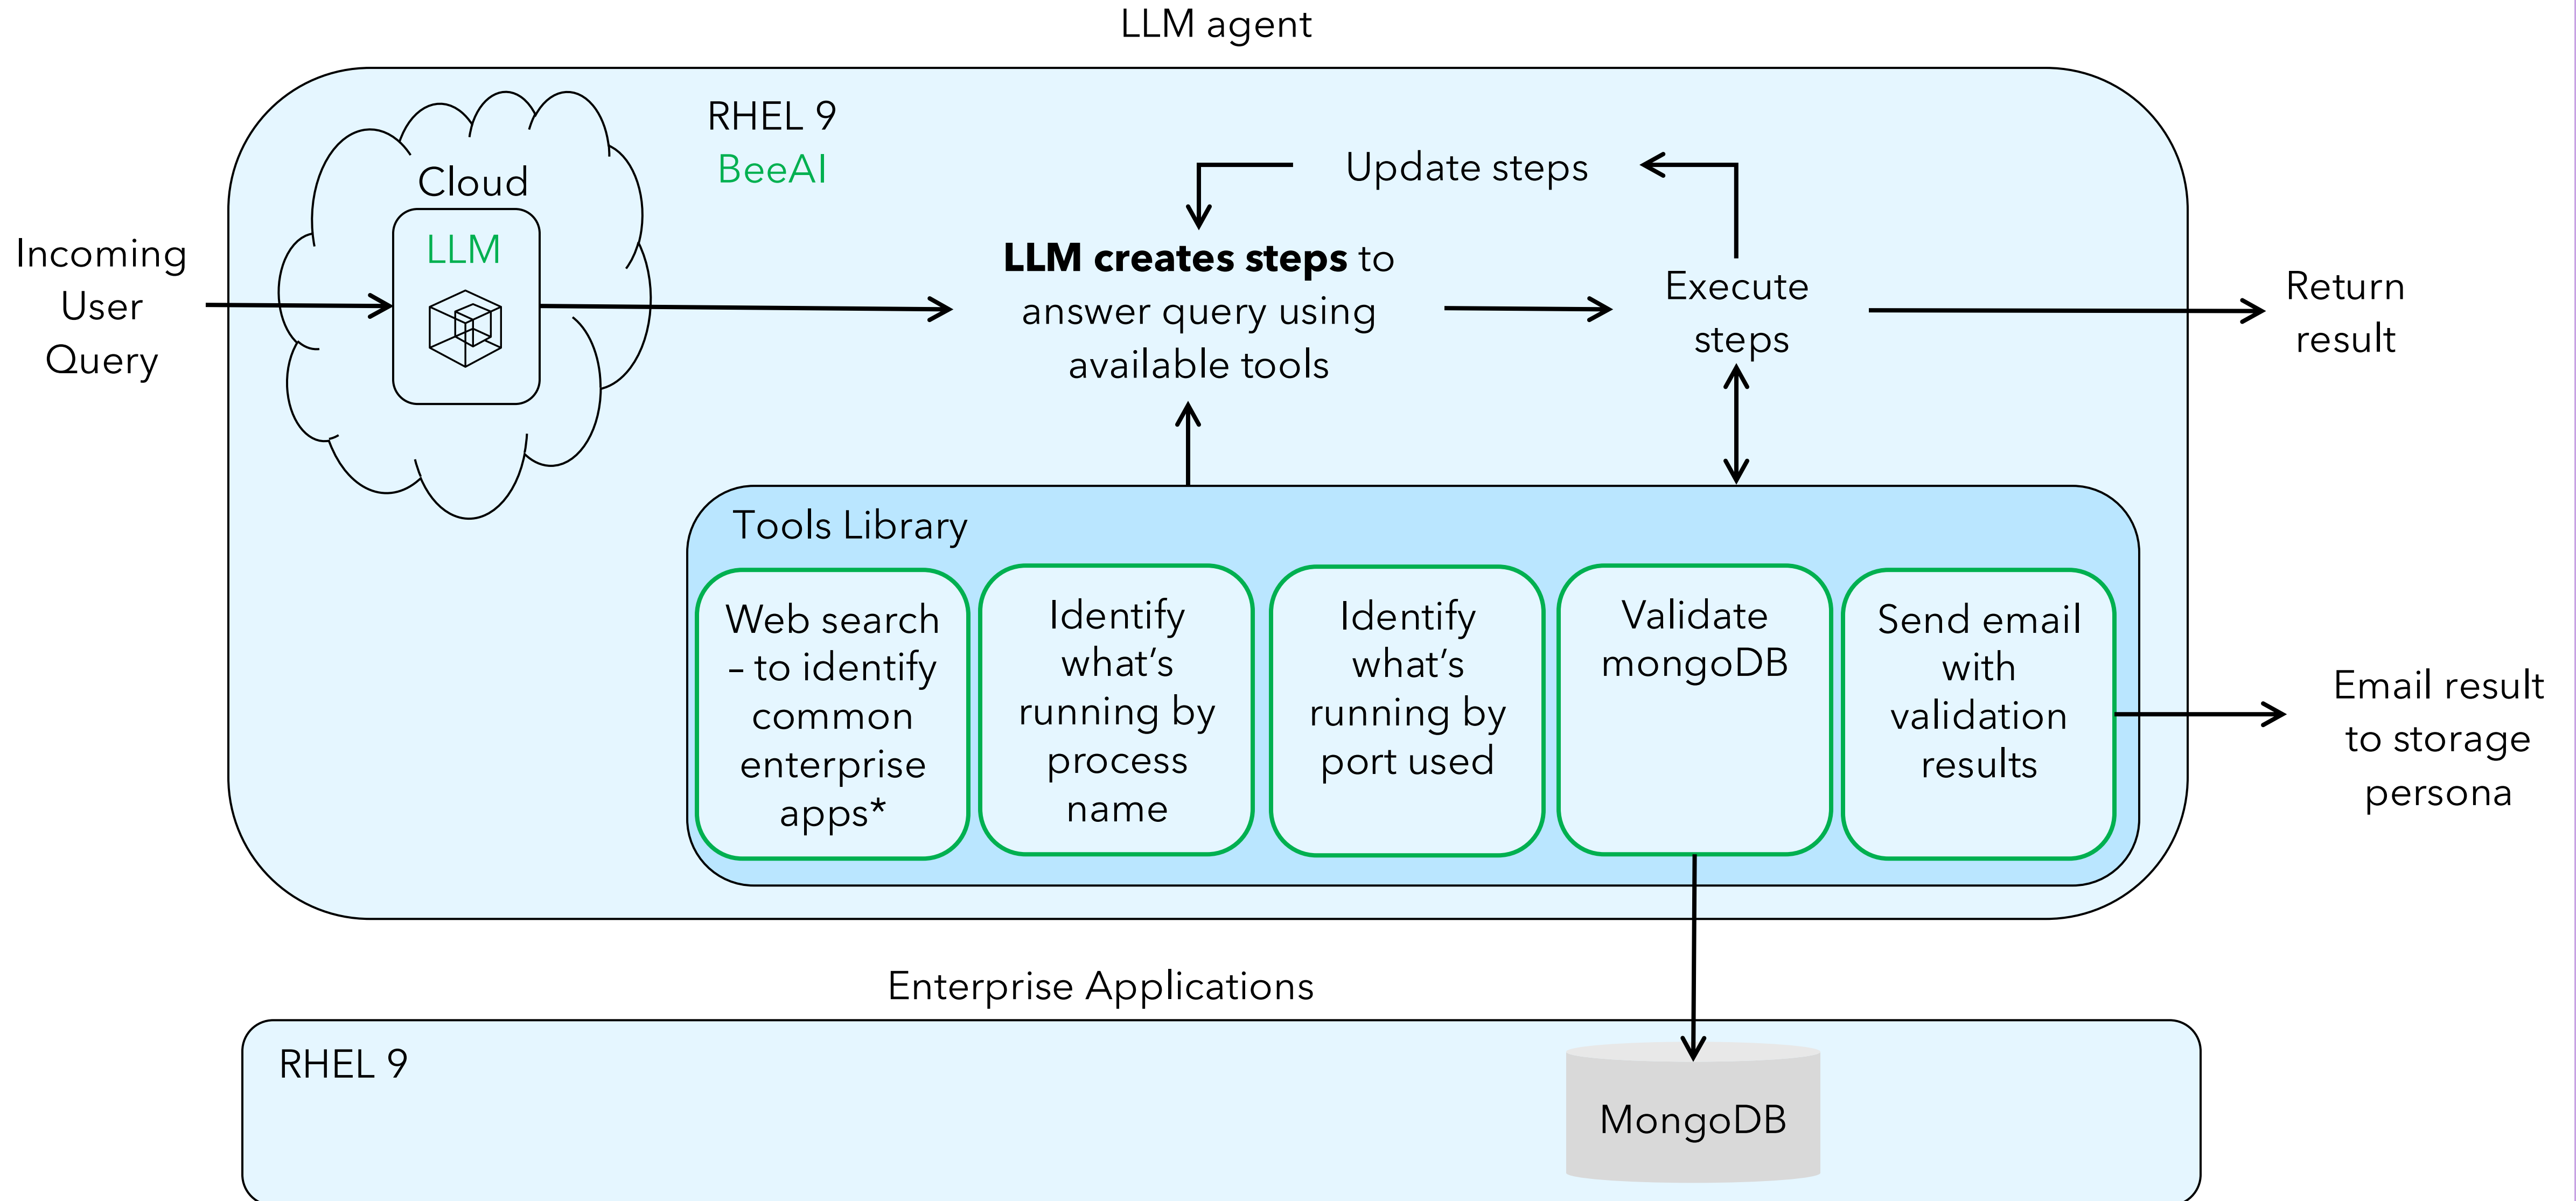 LLM agent
RHEL 9
BeeAI
Cloud
LLM
Incoming
User
Query
Update steps
LLM creates steps to
answer query using
available tools
Execute
steps
Return
result
Tools Library
Web search
– to identify
common
enterprise
apps*
Identify
what’s
running by
process
name
Identify
what’s
running by
port used
Validate
mongoDB
Send email
with
validation
results
Email result
to storage
persona
Enterprise Applications
RHEL 9
MongoDB